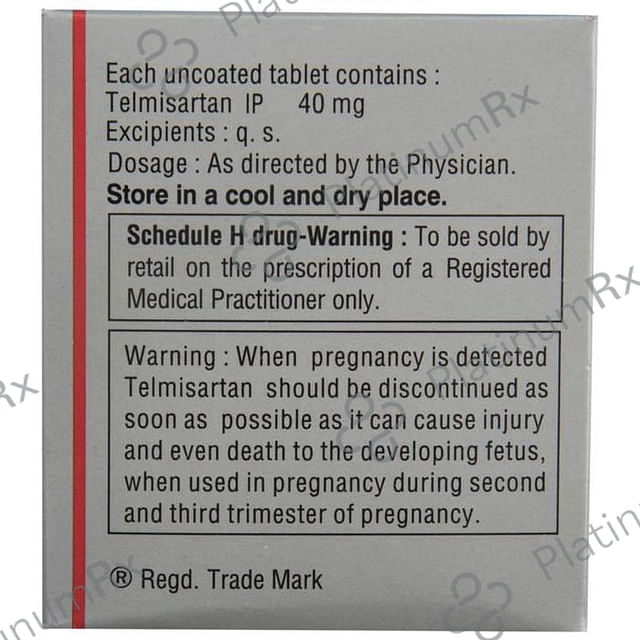 Each uncoated tablet contains :
Telmisartan IP 40 mg
Excipients : q. s.
Dosage : As directed by the Physician.
Store in a cool and dry place.
Schedule H drug-Warning : To be sold by
retail on the prescription of a Registered
Medical Practitioner only.
Warning : When pregnancy is detected
Telmisartan should be discontinued as
soon as possible as it can cause injury
and even death to the developing fetus,
when used in pregnancy during second
and third trimester of pregnancy.
® Regd. Trade Mark
PlatinumRx
PlatinumRx
PlatinumRx